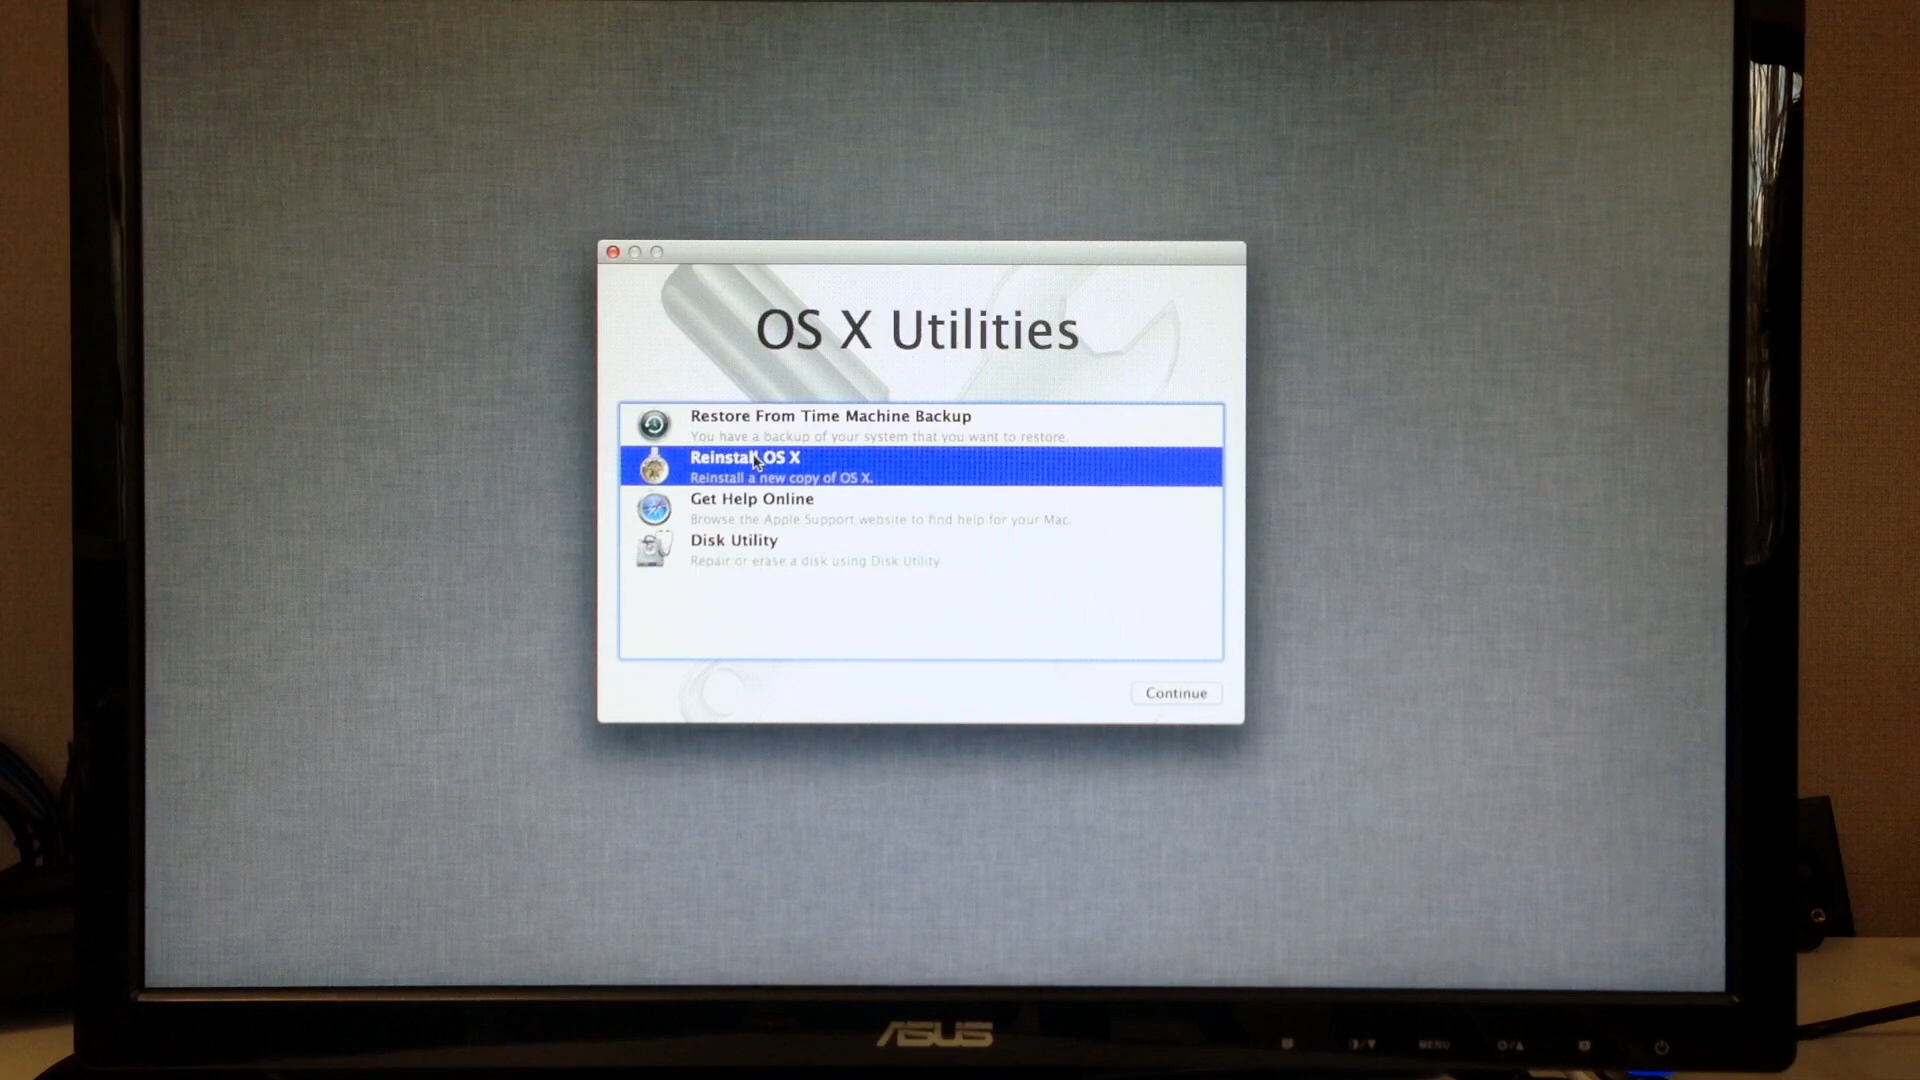 OS X Utilities
Restore From Time Machine Backup
You have a backup of your system that you want to restore.
Reinstall OS X
Reinstall a new copy of OS X.
Get Help Online
Browse the Apple Support website to find help for your Mac.
Disk Utility
Repair or erase a disk using Disk Utility
Continue
ASUS
MENU